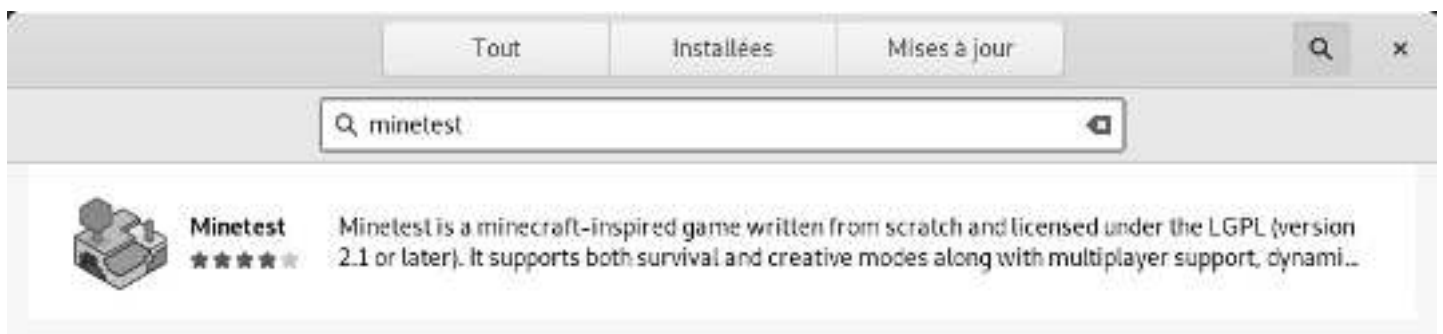 Tout Installées Mises à jour
minetest
Minetest
Minetest is a minecraft-inspired game written from scratch and licensed under the LGPL (version
2.1 or later). It supports both survival and creative modes along with multiplayer support, dynami...